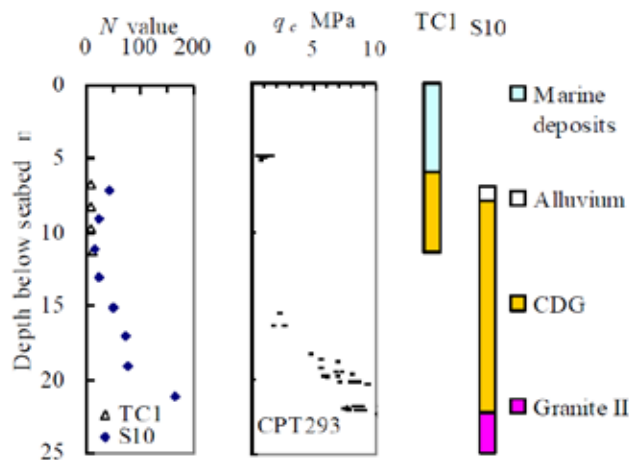 N value
0 100 200
q c MPa
0 5 10
TC1 S10
Depth below seabed
0
5
10
15
20
25
TC1
S10
CPT293
Marine
deposits
Alluvium
CDG
Granite II